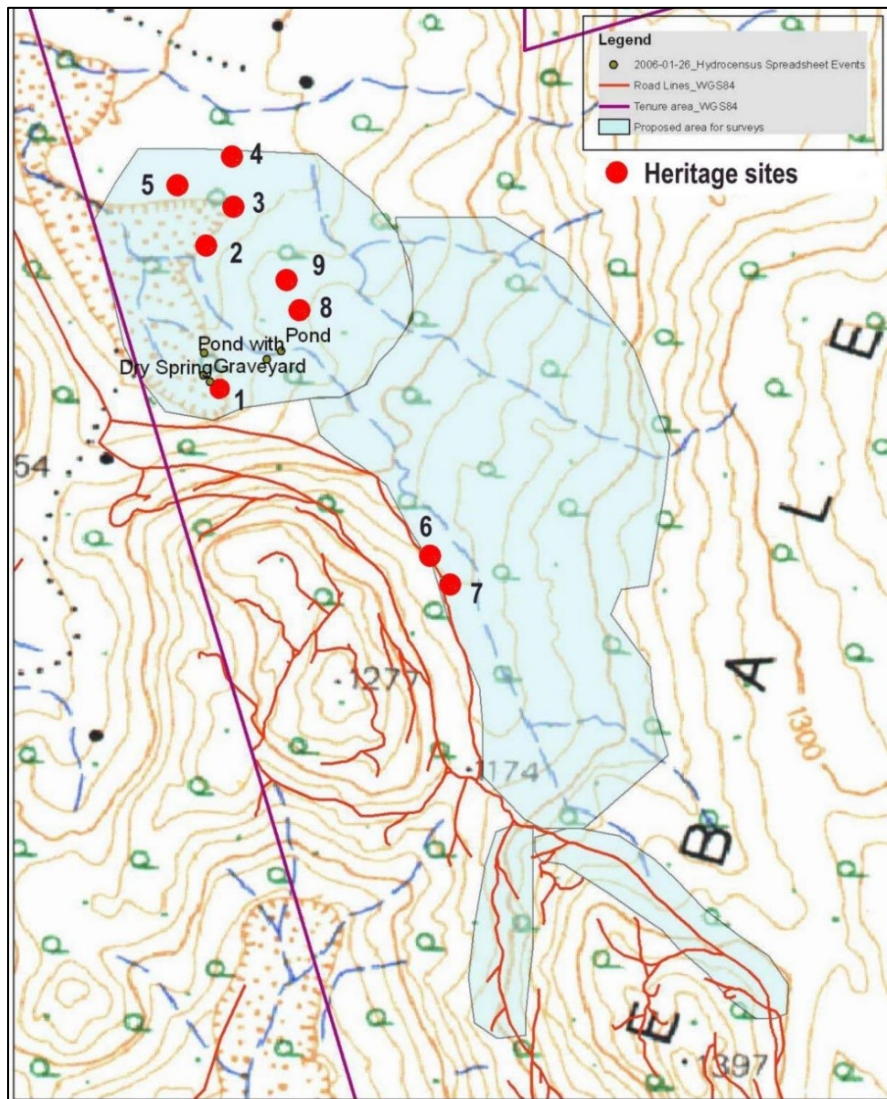 Legend
2006-01-26_Hydrocensus Spreadsheet Events
Road Lines_WGS84
Tenure area_WGS84
Proposed area for surveys
Heritage sites
4
5
3
2
9
8
Pond with Pond
Dry Spring Graveyard
1
54
6
7
1277
1174
1300
E
L
A
B
E
1397